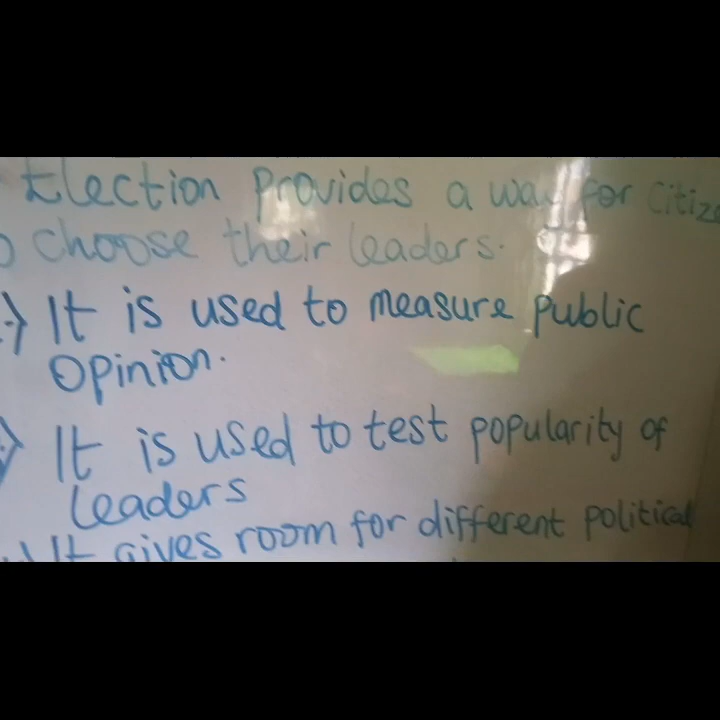 Election Provides a way for Citiz
o choose their leaders.
:) It is used to measure public
Opinion.
) It is used to test popularity of
leaders
It gives room for different political